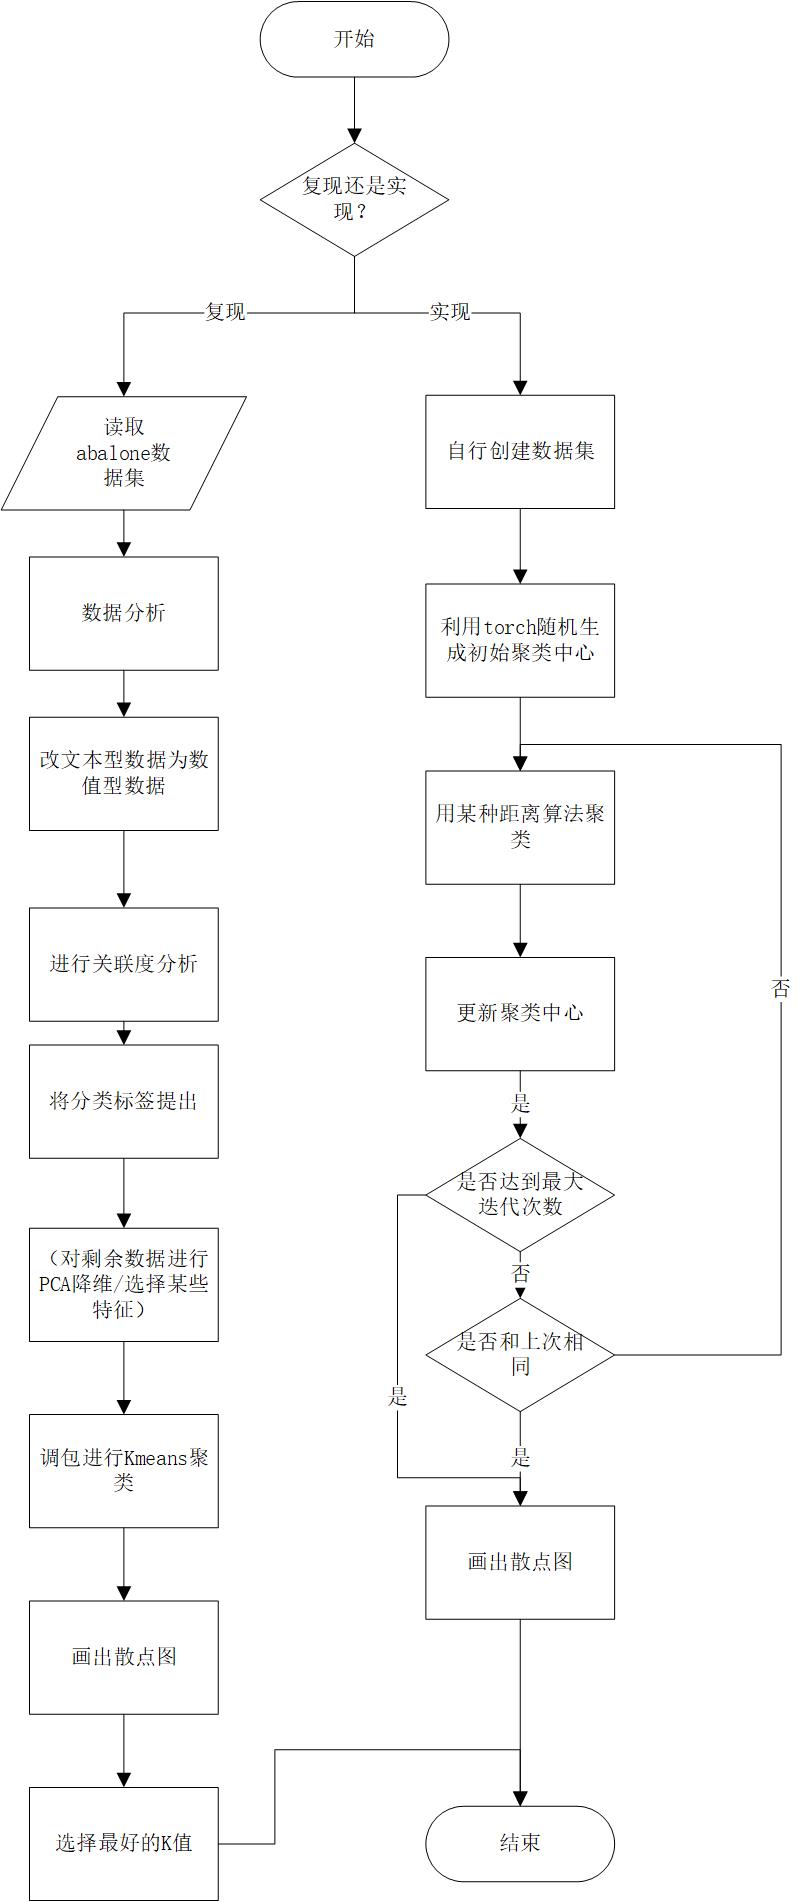 开始
复现还是实
现？
复现
实现
读取
abalone数
据集
数据分析
改文本型数据为数
值型数据
进行关联度分析
将分类标签提出
（对剩余数据进行
PCA降维/选择某些
特征）
调包进行Kmeans聚
类
画出散点图
选择最好的K值
自行创建数据集
利用torch随机生
成初始聚类中心
用某种距离算法聚
类
更新聚类中心
是
是否达到最大
迭代次数
否
是否和上次相
同
否
是
是
画出散点图
结束